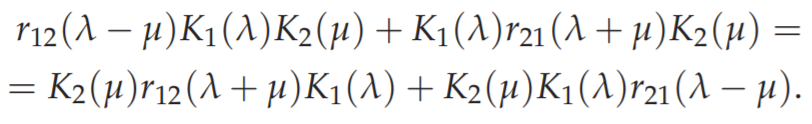 r₁₂(λ − μ)K₁(λ)K₂(μ) + K₁(λ)r₂₁(λ + μ)K₂(μ) =
= K₂(μ)r₁₂(λ + μ)K₁(λ) + K₂(μ)K₁(λ)r₂₁(λ − μ).